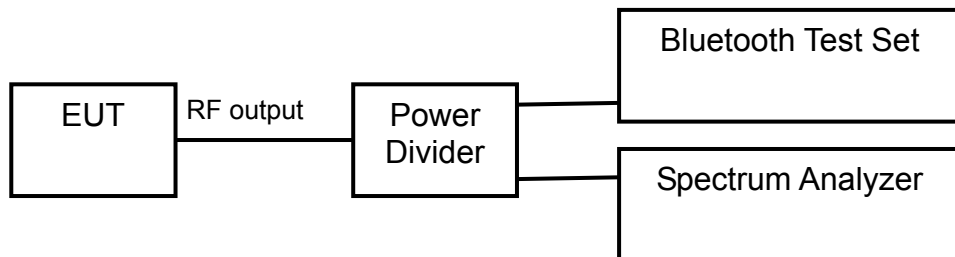 Bluetooth Test Set
EUT
RF output
Power
Divider
Spectrum Analyzer